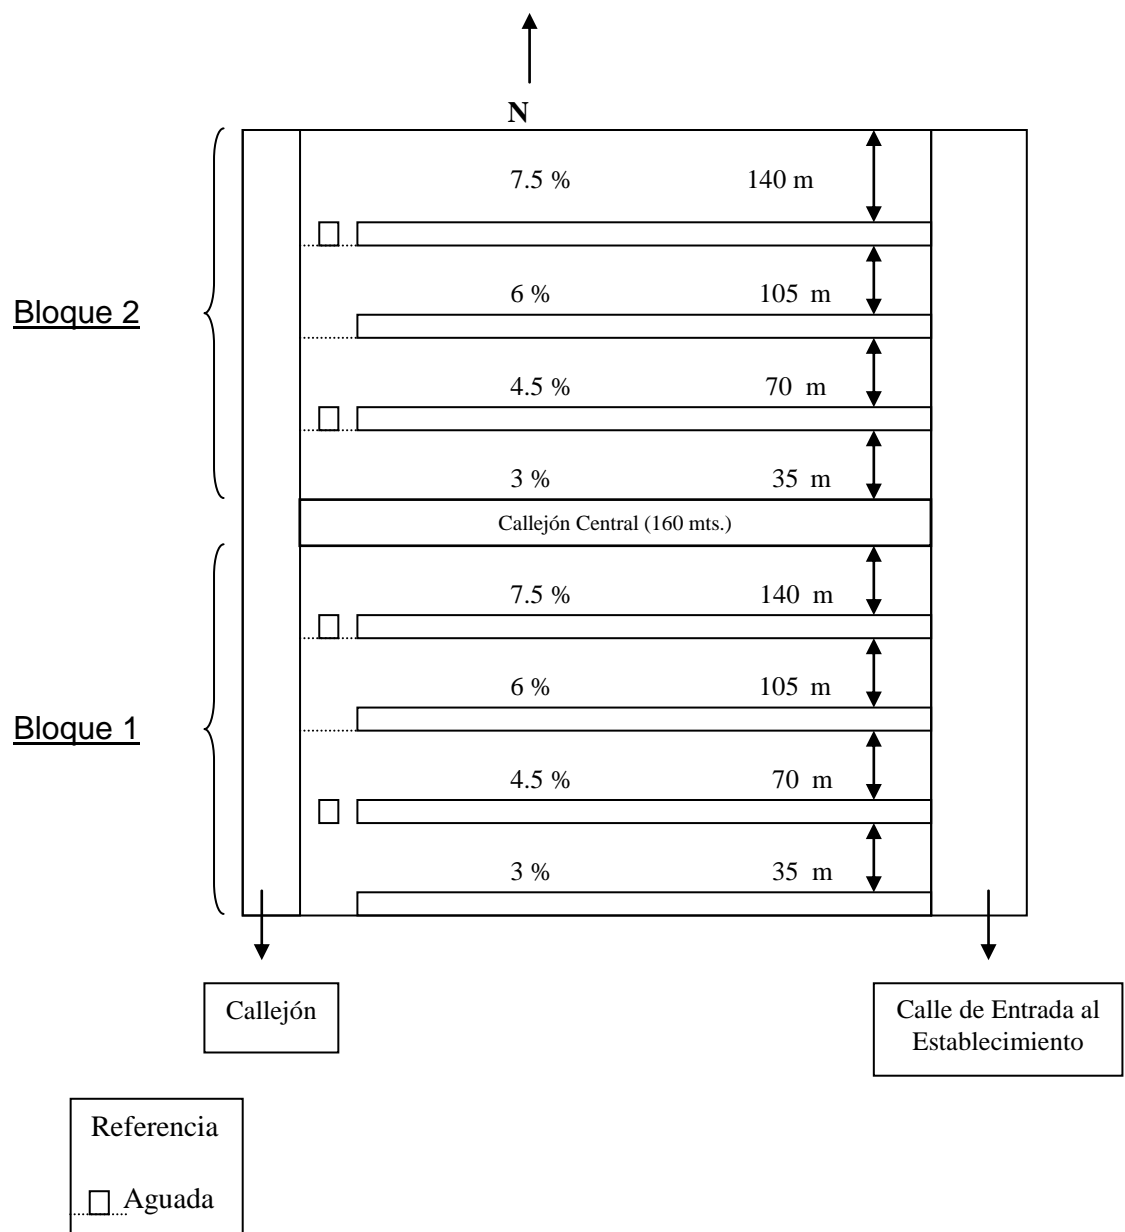 N
7.5 % 140 m
6 % 105 m
Bloque 2
4.5 % 70 m
3 % 35 m
Callejón Central (160 mts.)
7.5 % 140 m
6 % 105 m
Bloque 1
4.5 % 70 m
3 % 35 m
Callejón
Calle de Entrada al
Establecimiento
Referencia
Aguada